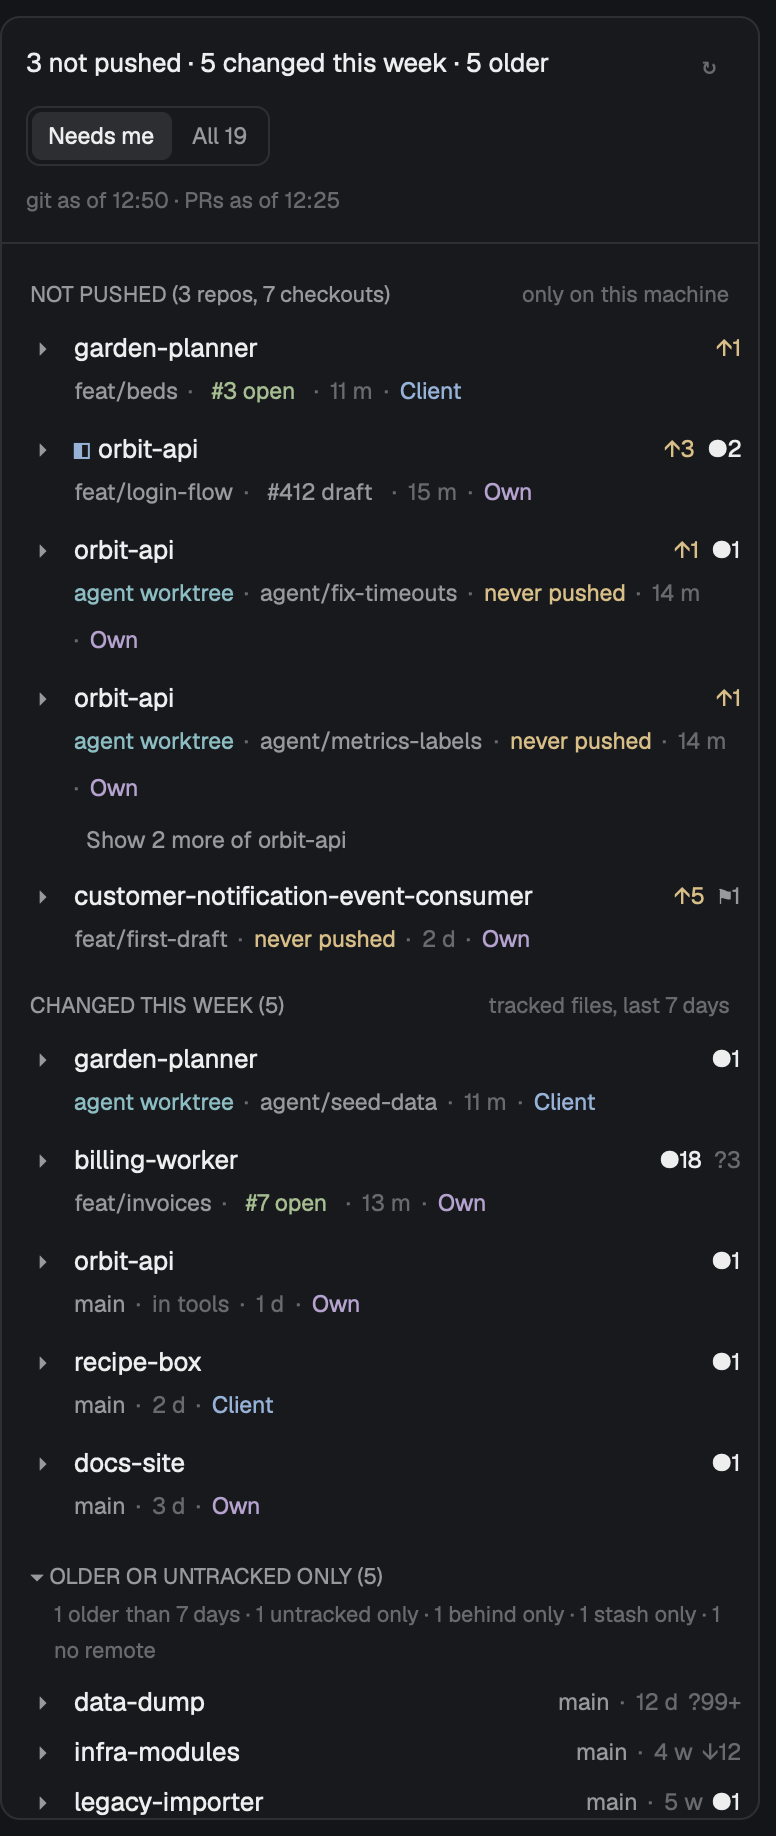 3 not pushed · 5 changed this week · 5 older ↻
Needs me All 19
git as of 12:50 · PRs as of 12:25
NOT PUSHED (3 repos, 7 checkouts) only on this machine
garden-planner ↑1
feat/beds · #3 open · 11 m · Client
orbit-api ↑3 ●2
feat/login-flow · #412 draft · 15 m · Own
orbit-api ↑1 ●1
agent worktree · agent/fix-timeouts · never pushed · 14 m
· Own
orbit-api ↑1
agent worktree · agent/metrics-labels · never pushed · 14 m
· Own
Show 2 more of orbit-api
customer-notification-event-consumer ↑5 ⚑1
feat/first-draft · never pushed · 2 d · Own
CHANGED THIS WEEK (5) tracked files, last 7 days
garden-planner ●1
agent worktree · agent/seed-data · 11 m · Client
billing-worker ●18 ?3
feat/invoices · #7 open · 13 m · Own
orbit-api ●1
main · in tools · 1 d · Own
recipe-box ●1
main · 2 d · Client
docs-site ●1
main · 3 d · Own
OLDER OR UNTRACKED ONLY (5)
1 older than 7 days · 1 untracked only · 1 behind only · 1 stash only · 1
no remote
data-dump main · 12 d ?99+
infra-modules main · 4 w ↓12
legacy-importer main · 5 w ●1